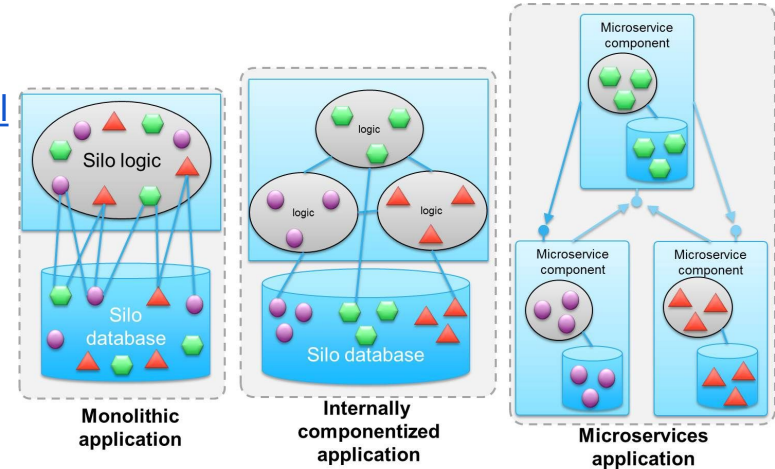 l
Silo logic
Silo
database
Monolithic
application
logic
logic
logic
Silo database
Internally
componentized
application
Microservice
component
Microservice
component
Microservice
component
Microservices
application